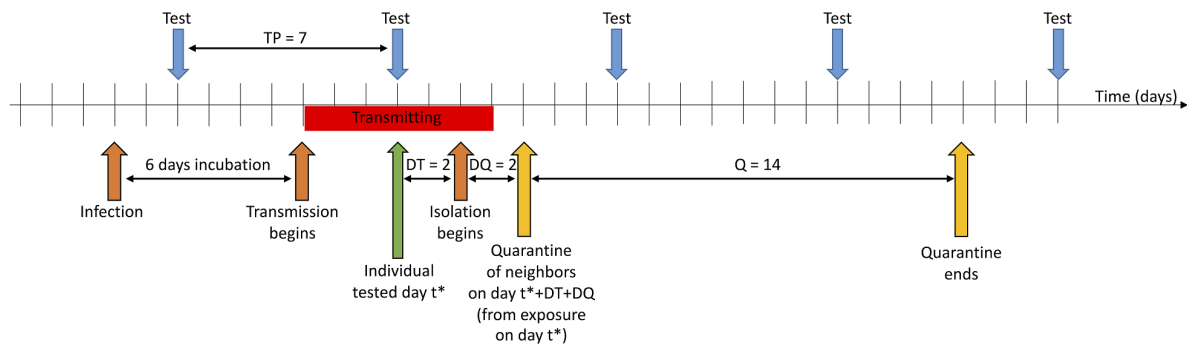 Test
Test
Test
Test
Test
TP = 7
Time (days)
Transmitting
6 days incubation
DT = 2
DQ = 2
Q = 14
Infection
Transmission
begins
Isolation
begins
Individual
tested day t*
Quarantine
of neighbors
on day t*+DT+DQ
(from exposure
on day t*)
Quarantine
ends